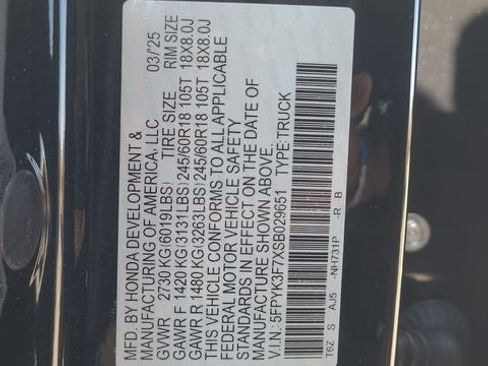 MFD. BY HONDA DEVELOPMENT & 03/25
MANUFACTURING OF AMERICA, LLC
GVWR 2730 KG(6019LBS) TIRE SIZE RIM SIZE
GAWR F 1420 KG(3131LBS) 245/60R18 105T 18X8.0J
GAWR R 1480 KG(3263LBS) 245/60R18 105T 18X8.0J
THIS VEHICLE CONFORMS TO ALL APPLICABLE
FEDERAL MOTOR VEHICLE SAFETY
STANDARDS IN EFFECT ON THE DATE OF
MANUFACTURE SHOWN ABOVE.
V.I.N.: 5FPYK3F7XSB029651 TYPE:TRUCK
T6Z S AJ5 -NH731P -R -B